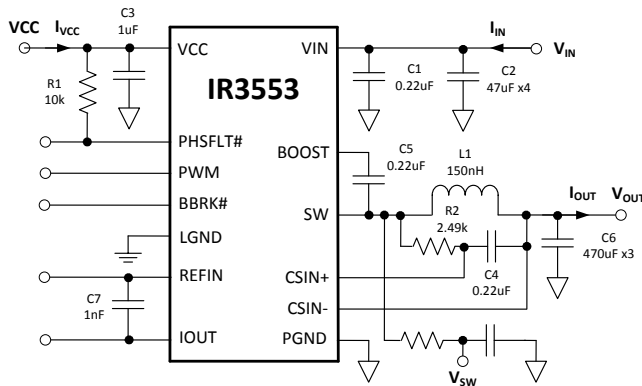 VCC
IVCC
C3
1uF
R1
10k
VCC
VIN
IR3553
IIN
VIN
C1
0.22uF
C2
47uF x4
PHSFLT#
PWM
BBRK#
LGND
REFIN
C7
1nF
IOUT
BOOST
SW
CSIN+
CSIN-
PGND
C5
0.22uF
L1
150nH
R2
2.49k
C4
0.22uF
IOUT
VOUT
C6
470uF x3
VSW